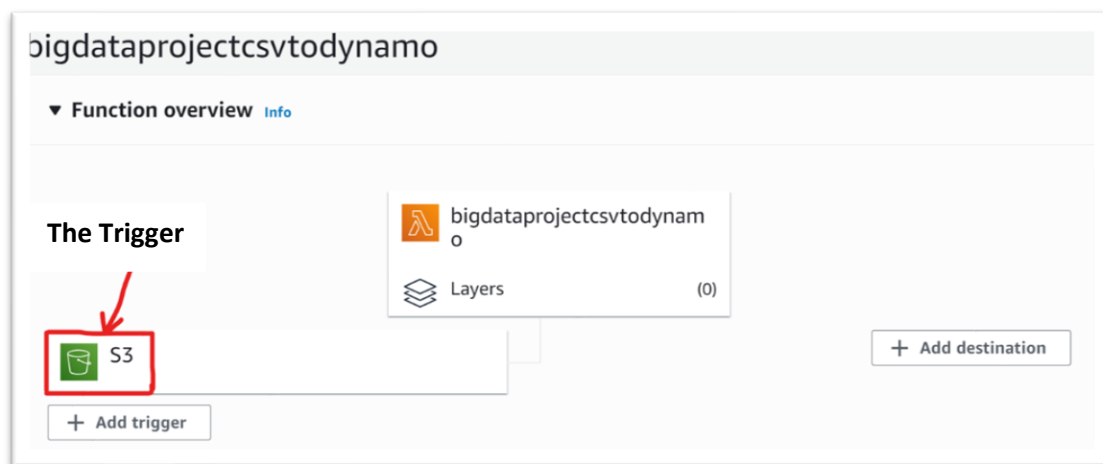 bigdataprojectcsvtodynamo
▼ Function overview Info
The Trigger
bigdataprojectcsvtodynam
o
Layers (0)
S3
+ Add destination
+ Add trigger